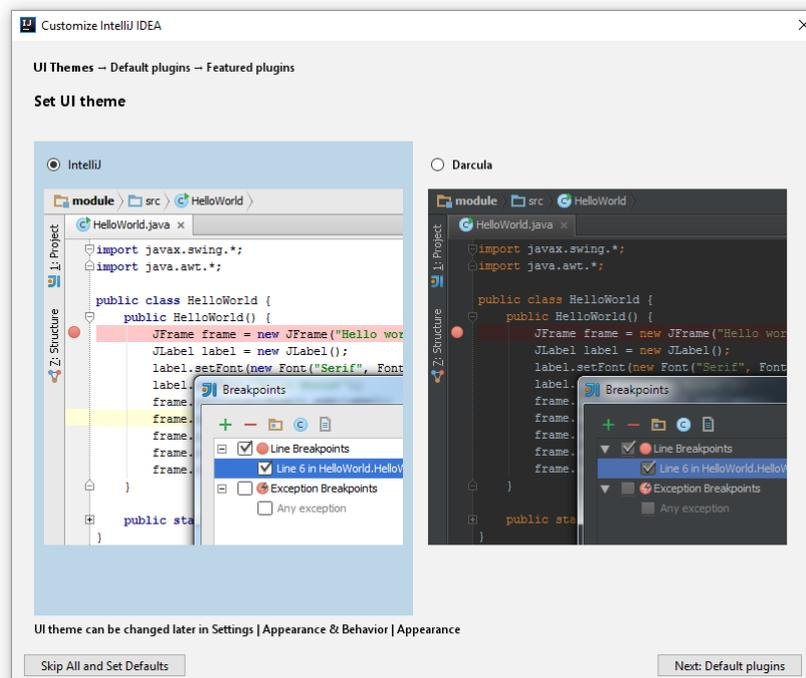 Customize IntelliJ IDEA
UI Themes → Default plugins → Featured plugins
Set UI theme
IntelliJ
module
src
HelloWorld
HelloWorld.java
1: Project
7: Structure
import javax.swing.*;
import java.awt.*;
public class HelloWorld {
public HelloWorld() {
JFrame frame = new JFrame("Hello wor
JLabel label = new JLabel();
label.setFont(new Font("Serif", Font
label.
frame.
frame.
frame.
frame.
frame.
}
public sta
}
Breakpoints
Line Breakpoints
Line 6 in HelloWorld.HelloW
Exception Breakpoints
Any exception
Darcula
module
src
HelloWorld
HelloWorld.java
1: Project
7: Structure
import javax.swing.*;
import java.awt.*;
public class HelloWorld {
public HelloWorld() {
JFrame frame = new JFrame("Hello wor
JLabel label = new JLabel();
label.setFont(new Font("Serif", Font
label.
frame.
frame.
frame.
frame.
frame.
}
public sta
}
Breakpoints
Line Breakpoints
Line 6 in HelloWorld.HelloW
Exception Breakpoints
Any exception
UI theme can be changed later in Settings | Appearance & Behavior | Appearance
Skip All and Set Defaults
Next: Default plugins